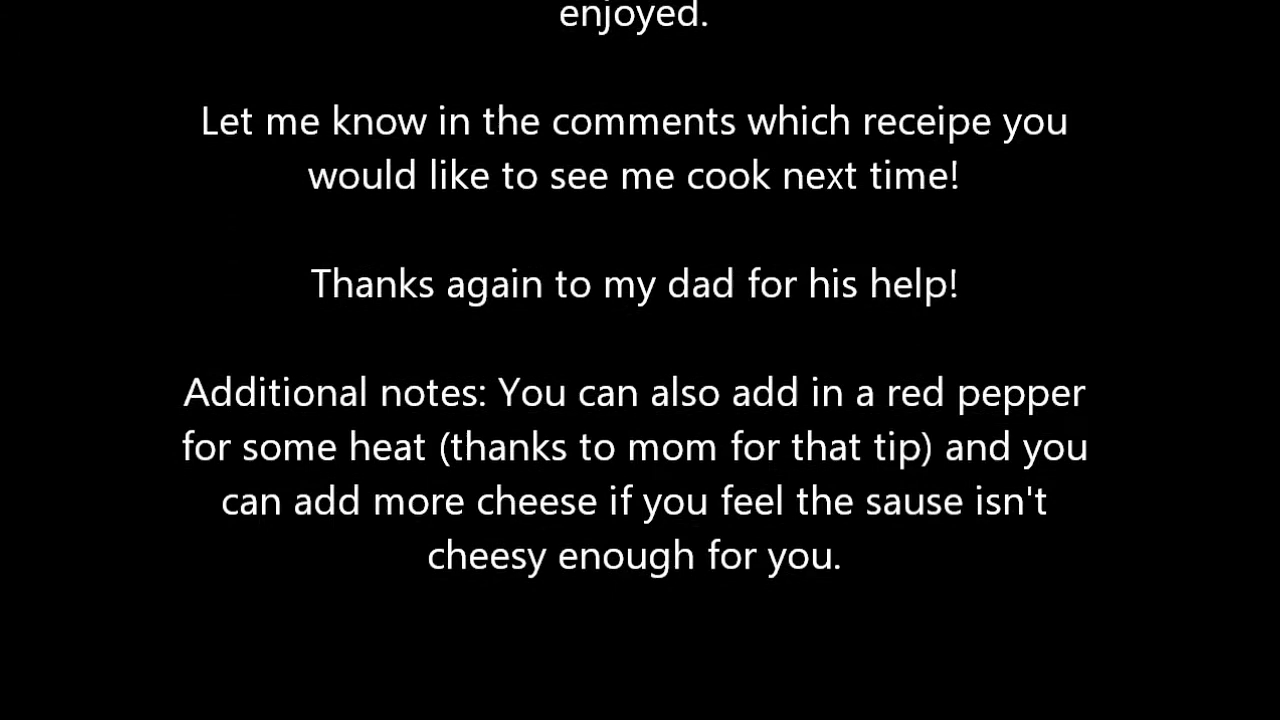 enjoyed.
Let me know in the comments which receipe you
would like to see me cook next time!
Thanks again to my dad for his help!
Additional notes: You can also add in a red pepper
for some heat (thanks to mom for that tip) and you
can add more cheese if you feel the sause isn't
cheesy enough for you.